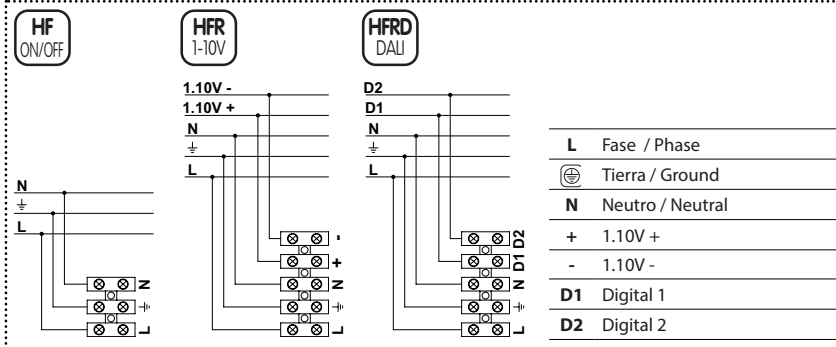 HF
ON/OFF
N
L
N
L
HFR
1-10V
1.10V -
1.10V +
N
L
-
+
N
L
HFRD
DALI
D2
D1
N
L
D2
D1
N
L
L Fase / Phase
Tierra / Ground
N Neutro / Neutral
+ 1.10V +
- 1.10V -
D1 Digital 1
D2 Digital 2